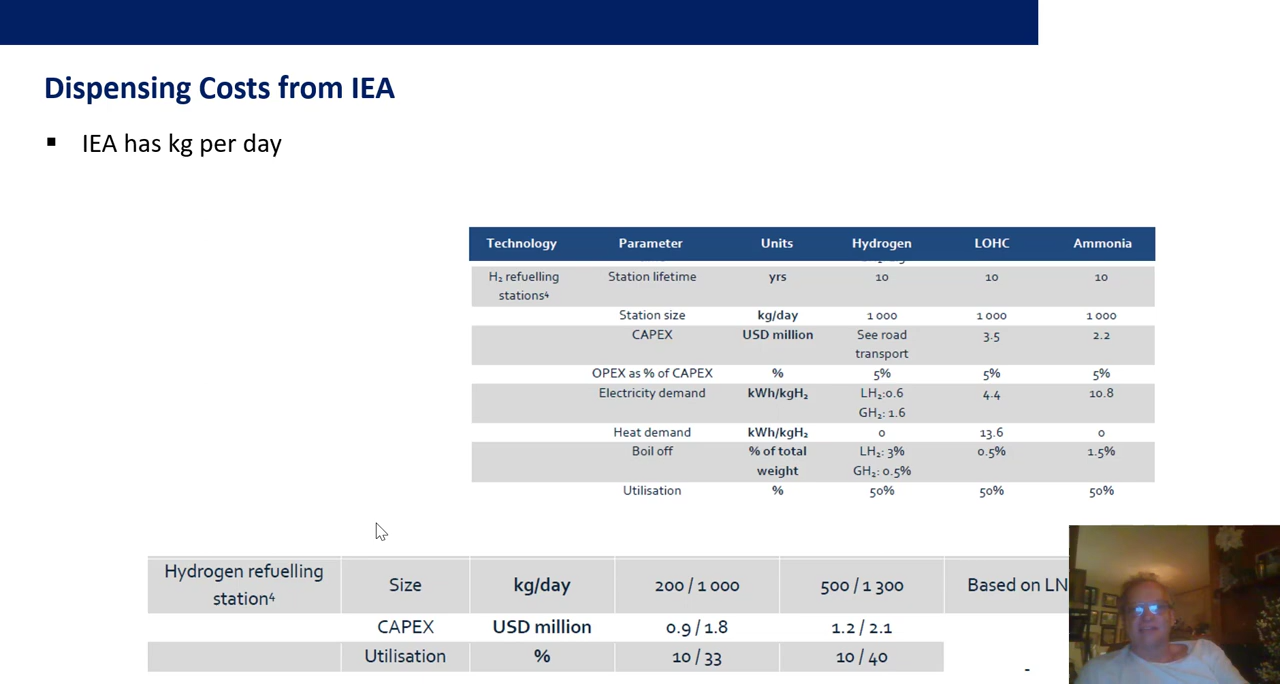 Dispensing Costs from IEA
▪ IEA has kg per day
Technology Parameter Units Hydrogen LOHC Ammonia
H₂ refuelling Station lifetime yrs 10 10 10
stations⁴
Station size kg/day 1 000 1 000 1 000
CAPEX USD million See road 3.5 2.2
transport
OPEX as % of CAPEX % 5% 5% 5%
Electricity demand kWh/kgH₂ LH₂:0.6 4.4 10.8
GH₂: 1.6
Heat demand kWh/kgH₂ 0 13.6 0
Boil off % of total LH₂: 3% 0.5% 1.5%
weight GH₂: 0.5%
Utilisation % 50% 50% 50%
Hydrogen refuelling Size kg/day 200 / 1 000 500 / 1 300 Based on LN
station⁴
CAPEX USD million 0.9 / 1.8 1.2 / 2.1
Utilisation % 10 / 33 10 / 40 -